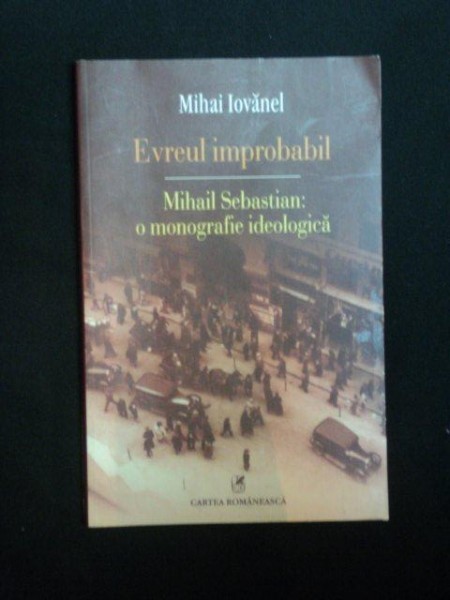 Mihai Iovănel
Evreul improbabil
Mihail Sebastian:
o monografie ideologică
CARTEA ROMÂNEASCĂ